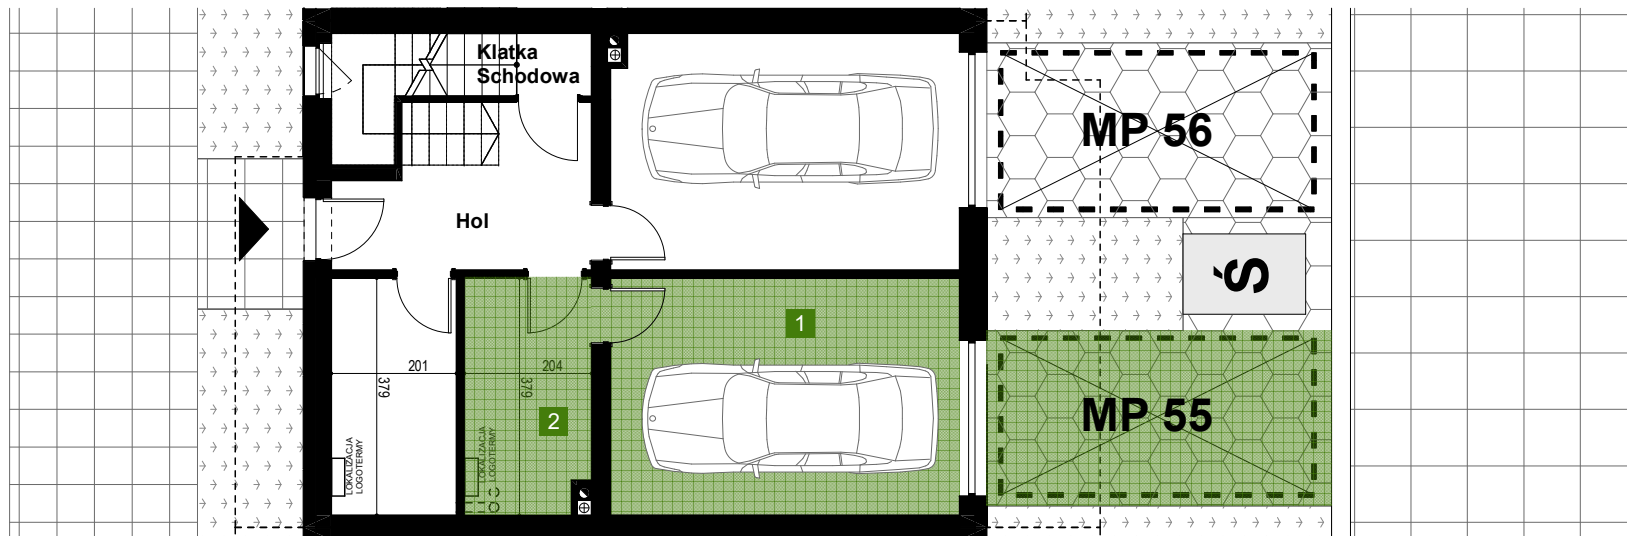 Klatka
Schodowa
MP 56
Hol
Ś
1
201
204
379
379
2
MP 55
LOKALIZACJA
LOGOTERMY
LOKALIZACJA
LOGOTERMY